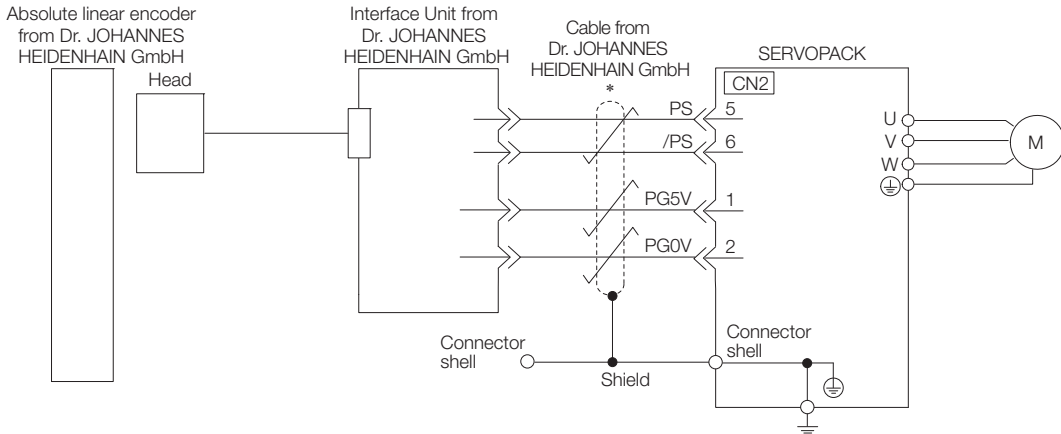 Absolute linear encoder
from Dr. JOHANNES
HEIDENHAIN GmbH
Head
Interface Unit from
Dr. JOHANNES
HEIDENHAIN GmbH
Cable from
Dr. JOHANNES
HEIDENHAIN GmbH
*
SERVOPACK
CN2
PS 5
/PS 6
PG5V 1
PG0V 2
U
V
W
M
Connector
shell
Shield
Connector
shell